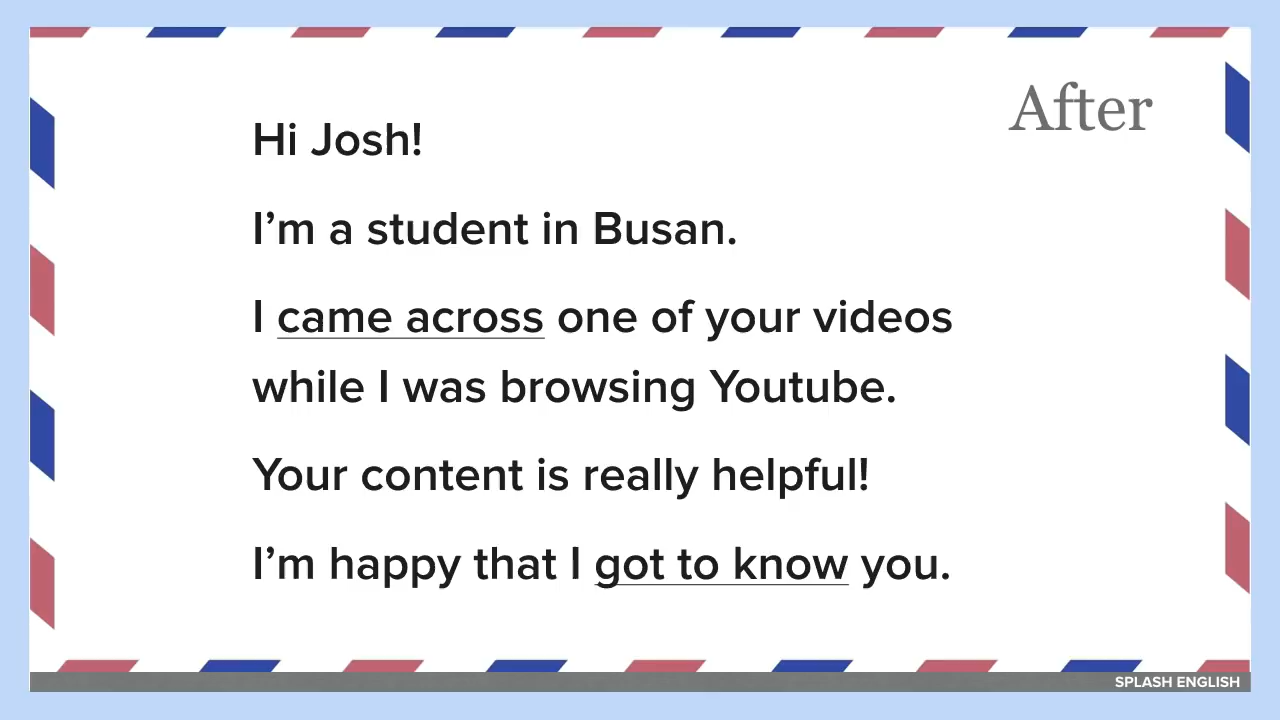 After
Hi Josh!
I’m a student in Busan.
I came across one of your videos
while I was browsing Youtube.
Your content is really helpful!
I’m happy that I got to know you.
SPLASH ENGLISH